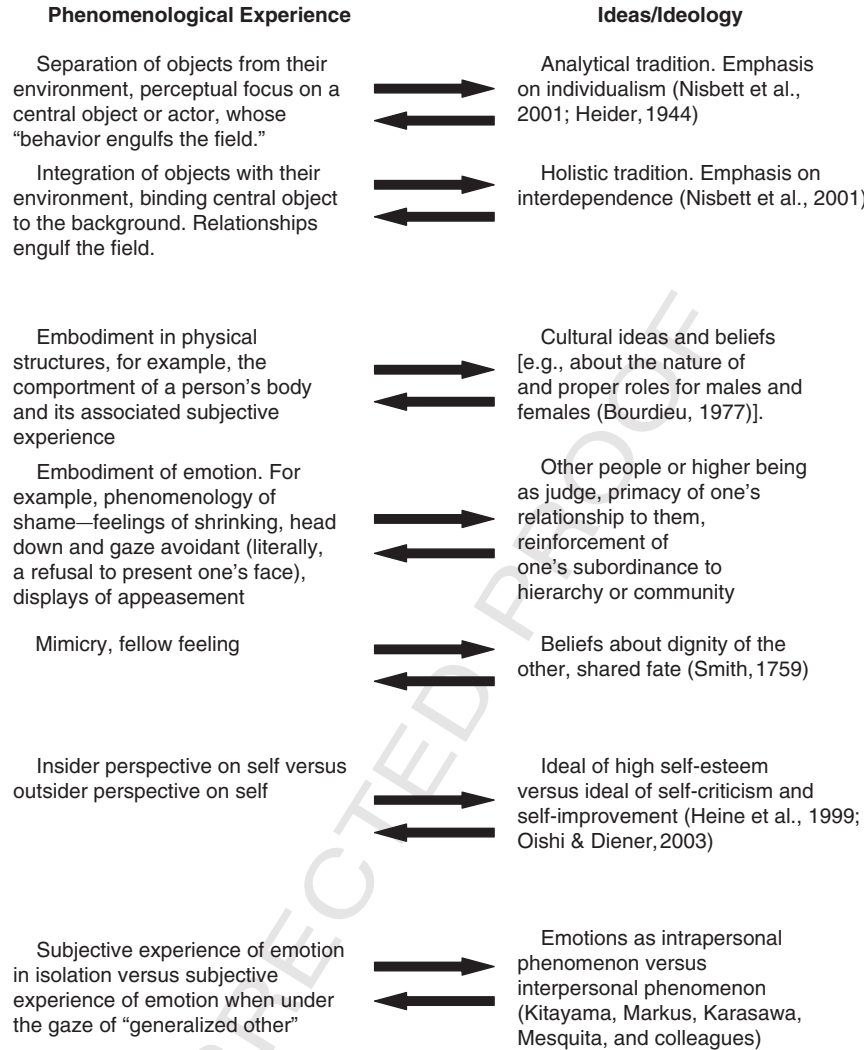 Phenomenological Experience
Ideas/Ideology
Separation of objects from their
environment, perceptual focus on a
central object or actor, whose
“behavior engulfs the field.”
Analytical tradition. Emphasis
on individualism (Nisbett et al.,
2001; Heider, 1944)
Integration of objects with their
environment, binding central object
to the background. Relationships
engulf the field.
Holistic tradition. Emphasis on
interdependence (Nisbett et al., 2001)
Embodiment in physical
structures, for example, the
comportment of a person’s body
and its associated subjective
experience
Cultural ideas and beliefs
[e.g., about the nature of
and proper roles for males and
females (Bourdieu, 1977)].
Embodiment of emotion. For
example, phenomenology of
shame—feelings of shrinking, head
down and gaze avoidant (literally,
a refusal to present one’s face),
displays of appeasement
Other people or higher being
as judge, primacy of one’s
relationship to them,
reinforcement of
one’s subordinance to
hierarchy or community
Mimicry, fellow feeling
Beliefs about dignity of the
other, shared fate (Smith, 1759)
Insider perspective on self versus
outsider perspective on self
Ideal of high self-esteem
versus ideal of self-criticism and
self-improvement (Heine et al., 1999;
Oishi & Diener, 2003)
Subjective experience of emotion
in isolation versus subjective
experience of emotion when under
the gaze of “generalized other”
Emotions as intrapersonal
phenomenon versus
interpersonal phenomenon
(Kitayama, Markus, Karasawa,
Mesquita, and colleagues)
RRECTED PROOF